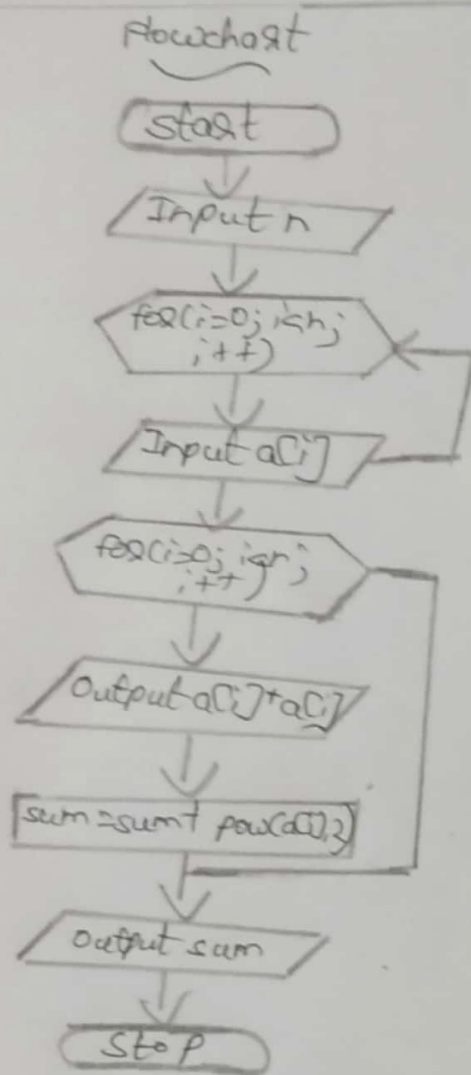 Flowchart
Start
Input n
for(i=0; i<n;
i++)
Input a[i]
for(i=0; i<n;
i++)
Output a[i]*a[i]
sum=sum+ pow(a[i],2)
Output sum
Stop